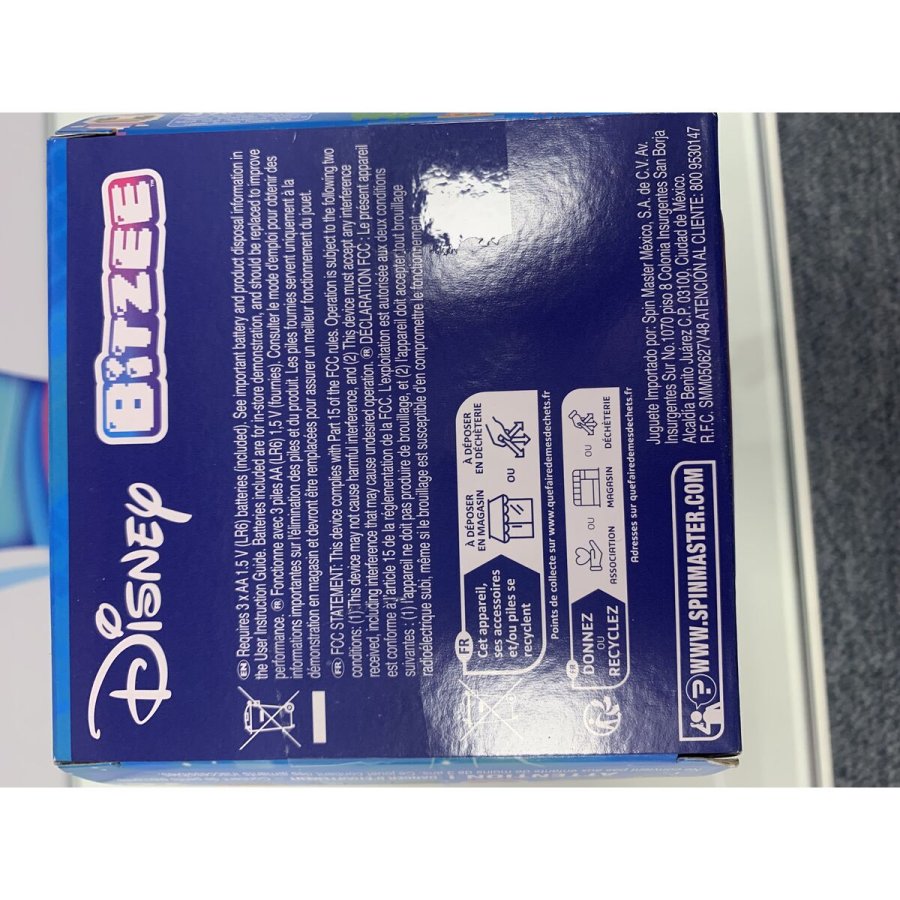 Disney BiTZEE
EN Requires 3 x AA 1.5 V (LR6) batteries (included). See important battery and product disposal information in
the User Instruction Guide. Batteries included are for in-store demonstration, and should be replaced to improve
performance. FR Fonctionne avec 3 piles AA (LR6) 1,5 V (fournies). Consulter le mode d'emploi pour obtenir des
informations importantes sur l'élimination des piles et du produit. Les piles fournies servent uniquement à la
démonstration en magasin et devront être remplacées pour assurer un meilleur fonctionnement du jouet.
FCC STATEMENT: This device complies with Part 15 of the FCC rules. Operation is subject to the following two
conditions: (1) This device may not cause harmful interference, and (2) This device must accept any interference
received, including interference that may cause undesired operation. FR DÉCLARATION FCC : Le présent appareil
est conforme à l'article 15 de la réglementation de la FCC. L'exploitation est autorisée aux deux conditions
suivantes : (1) l'appareil ne doit pas produire de brouillage, et (2) l'appareil doit accepter tout brouillage
radioélectrique subi, même si le brouillage est susceptible d'en compromettre le fonctionnement.
FR
Cet appareil,
ses accessoires
et/ou piles se
recyclent
À DÉPOSER
EN MAGASIN
OU
À DÉPOSER
EN DÉCHÈTERIE
Points de collecte sur www.quefairedemesdechets.fr
FR
DONNEZ
OU
RECYCLEZ
ASSOCIATION
OU
MAGASIN
OU
DÉCHÈTERIE
Adresses sur quefairedemesdechets.fr
WWW.SPINMASTER.COM
Juguete Importado por: Spin Master México, S.A. de C.V. Av.
Insurgentes Sur No.1070 piso 8 Colonia Insurgentes San Borja
Alcaldía Benito Juárez C.P. 03100, Ciudad de México.
R.F.C. SMM050627V48 ATENCION AL CLIENTE: 800 9530147